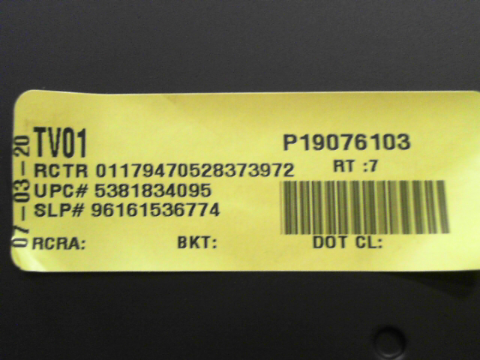 07-03-20
TV01
P19076103
RCTR 01179470528373972
RT :7
UPC# 5381834095
SLP# 96161536774
RCRA:
BKT:
DOT CL: